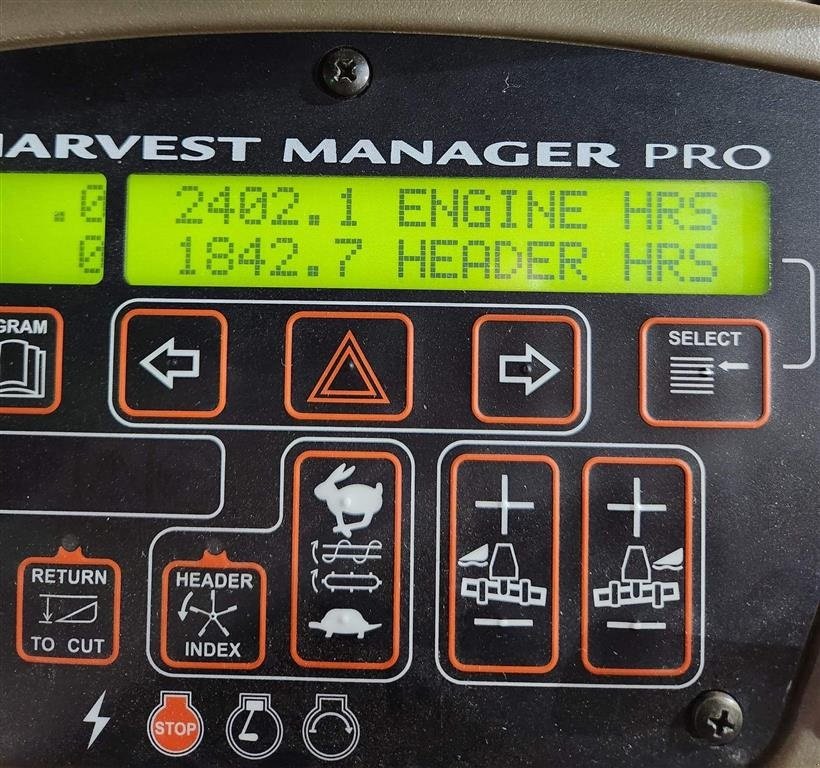 HARVEST MANAGER PRO
.0 2402.1 ENGINE HRS
0 1842.7 HEADER HRS
GRAM
SELECT
RETURN
TO CUT
HEADER
INDEX
STOP